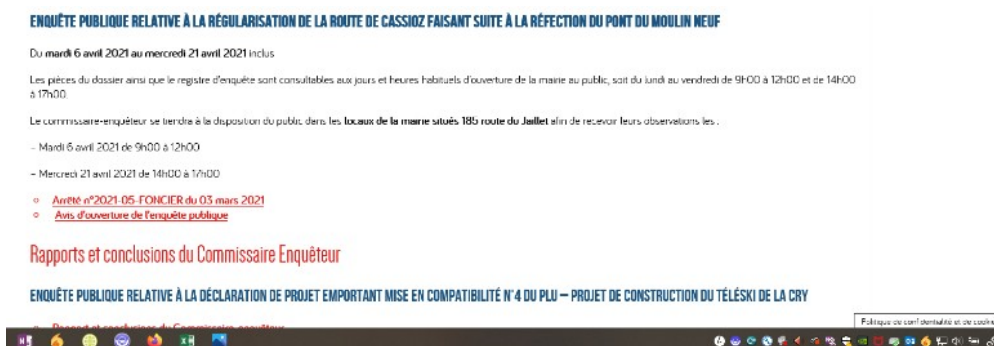 ENQUÊTE PUBLIQUE RELATIVE À LA RÉGULARISATION DE LA ROUTE DE CASSIOZ FAISANT SUITE À LA RÉFECTION DU PONT DU MOULIN NEUF
Du mardi 6 avril 2021 au mercredi 21 avril 2021 inclus
Les pièces du dossier ainsi que le registre d'enquête sont consultables aux jours et heures habituels d'ouverture de la mairie au public, soit du lundi au vendredi de 9h00 à 12h00 et de 14h00
à 17h00.
Le commissaire-enquêteur se tiendra à la disposition du public dans les locaux de la mairie situés 185 route du Jaillet afin de recevoir leurs observations les :
– Mardi 6 avril 2021 de 9h00 à 12h00
– Mercredi 21 avril 2021 de 14h00 à 17h00
Arrêté n°2021-05-FONCIER du 03 mars 2021
Avis d'ouverture de l'enquête publique
Rapports et conclusions du Commissaire Enquêteur
ENQUÊTE PUBLIQUE RELATIVE À LA DÉCLARATION DE PROJET EMPORTANT MISE EN COMPATIBILITÉ N°4 DU PLU – PROJET DE CONSTRUCTION DU TÉLÉSKI DE LA CRY
Rapport et conclusions du Commissaire-enquêteur
Politique de confidentialité et de cookie